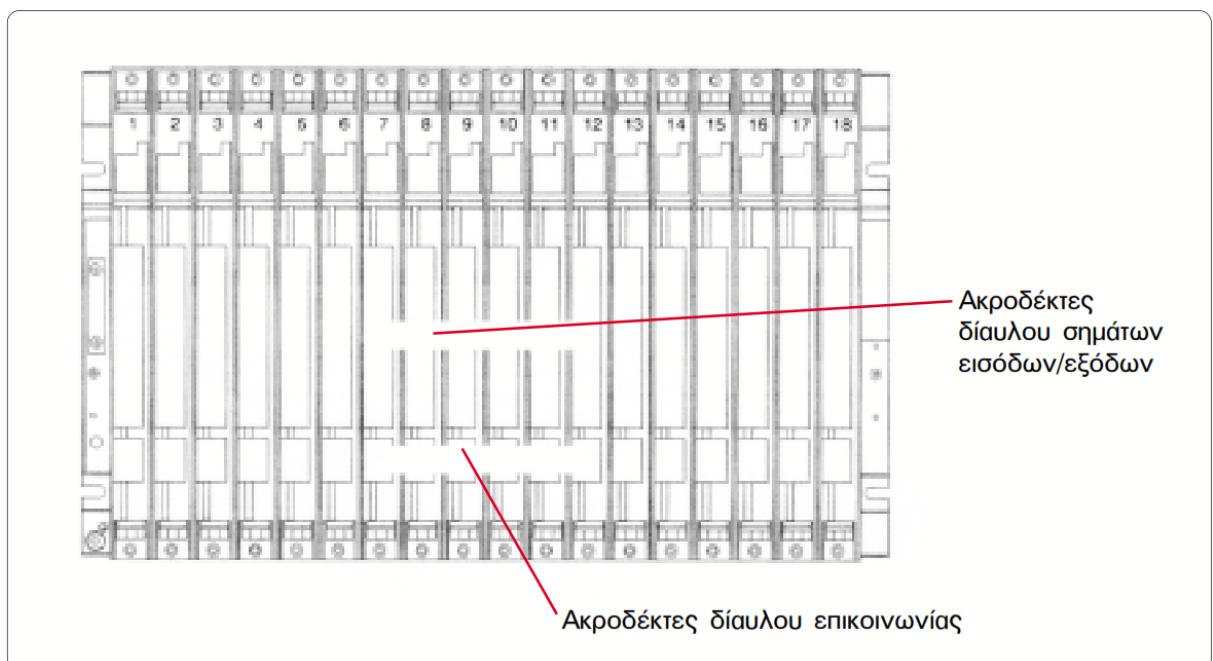 1 2 3 4 5 6 7 8 9 10 11 12 13 14 15 16 17 18
Ακροδέκτες
δίαυλου σημάτων
εισόδων/εξόδων
Ακροδέκτες δίαυλου επικοινωνίας